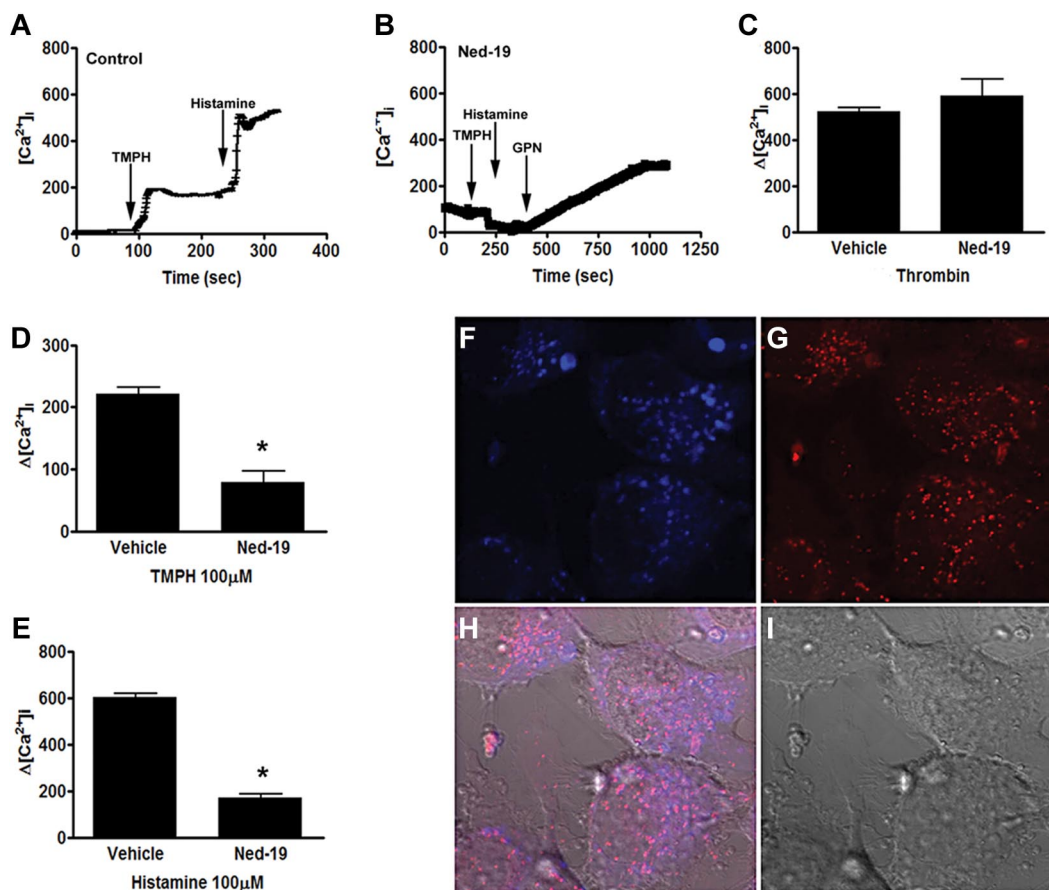 A
Control
[Ca²⁺]i
800
600
400
200
0
TMPH
Histamine
0
100
200
300
400
Time (sec)
B
Ned-19
[Ca²⁺]i
800
600
400
200
0
TMPH
Histamine
GPN
0
250
500
750
1000
1250
Time (sec)
C
Δ[Ca²⁺]i
800
600
400
200
0
Vehicle
Ned-19
Thrombin
D
Δ[Ca²⁺]i
300
200
100
0
*
Vehicle
Ned-19
TMPH 100μM
E
Δ[Ca²⁺]i
800
600
400
200
0
*
Vehicle
Ned-19
Histamine 100μM
F
G
H
I